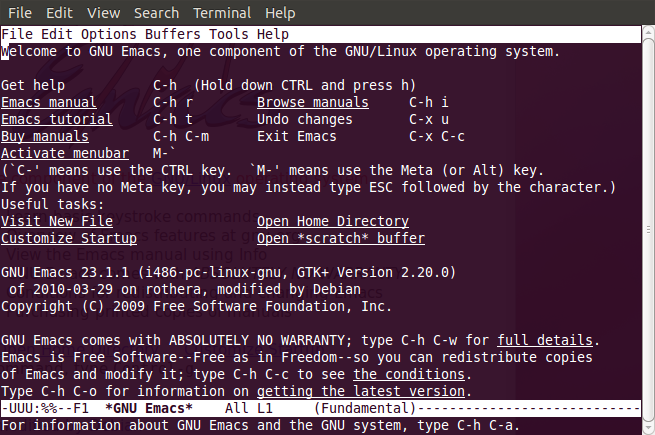 File Edit View Search Terminal Help
File Edit Options Buffers Tools Help
Welcome to GNU Emacs, one component of the GNU/Linux operating system.
Get help C-h (Hold down CTRL and press h)
Emacs manual C-h r Browse manuals C-h i
Emacs tutorial C-h t Undo changes C-x u
Buy manuals C-h C-m Exit Emacs C-x C-c
Activate menubar M-`
(`C-' means use the CTRL key. `M-' means use the Meta (or Alt) key.
If you have no Meta key, you may instead type ESC followed by the character.)
Useful tasks:
Visit New File Open Home Directory
Customize Startup Open *scratch* buffer
GNU Emacs 23.1.1 (i486-pc-linux-gnu, GTK+ Version 2.20.0)
of 2010-03-29 on rothera, modified by Debian
Copyright (C) 2009 Free Software Foundation, Inc.
GNU Emacs comes with ABSOLUTELY NO WARRANTY; type C-h C-w for full details.
Emacs is Free Software--Free as in Freedom--so you can redistribute copies
of Emacs and modify it; type C-h C-c to see the conditions.
Type C-h C-o for information on getting the latest version.
-UUU:%%--F1 *GNU Emacs* All L1 (Fundamental)----------------------------
For information about GNU Emacs and the GNU system, type C-h C-a.